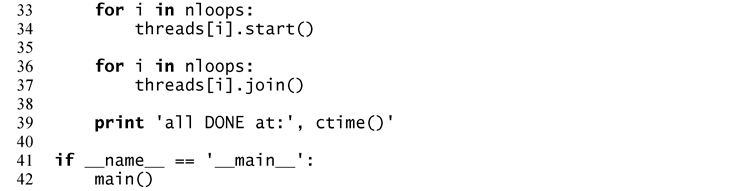 33 for i in nloops:
34 threads[i].start()
35
36 for i in nloops:
37 threads[i].join()
38
39 print 'all DONE at:', ctime()'
40
41 if __name__ == '__main__':
42 main()